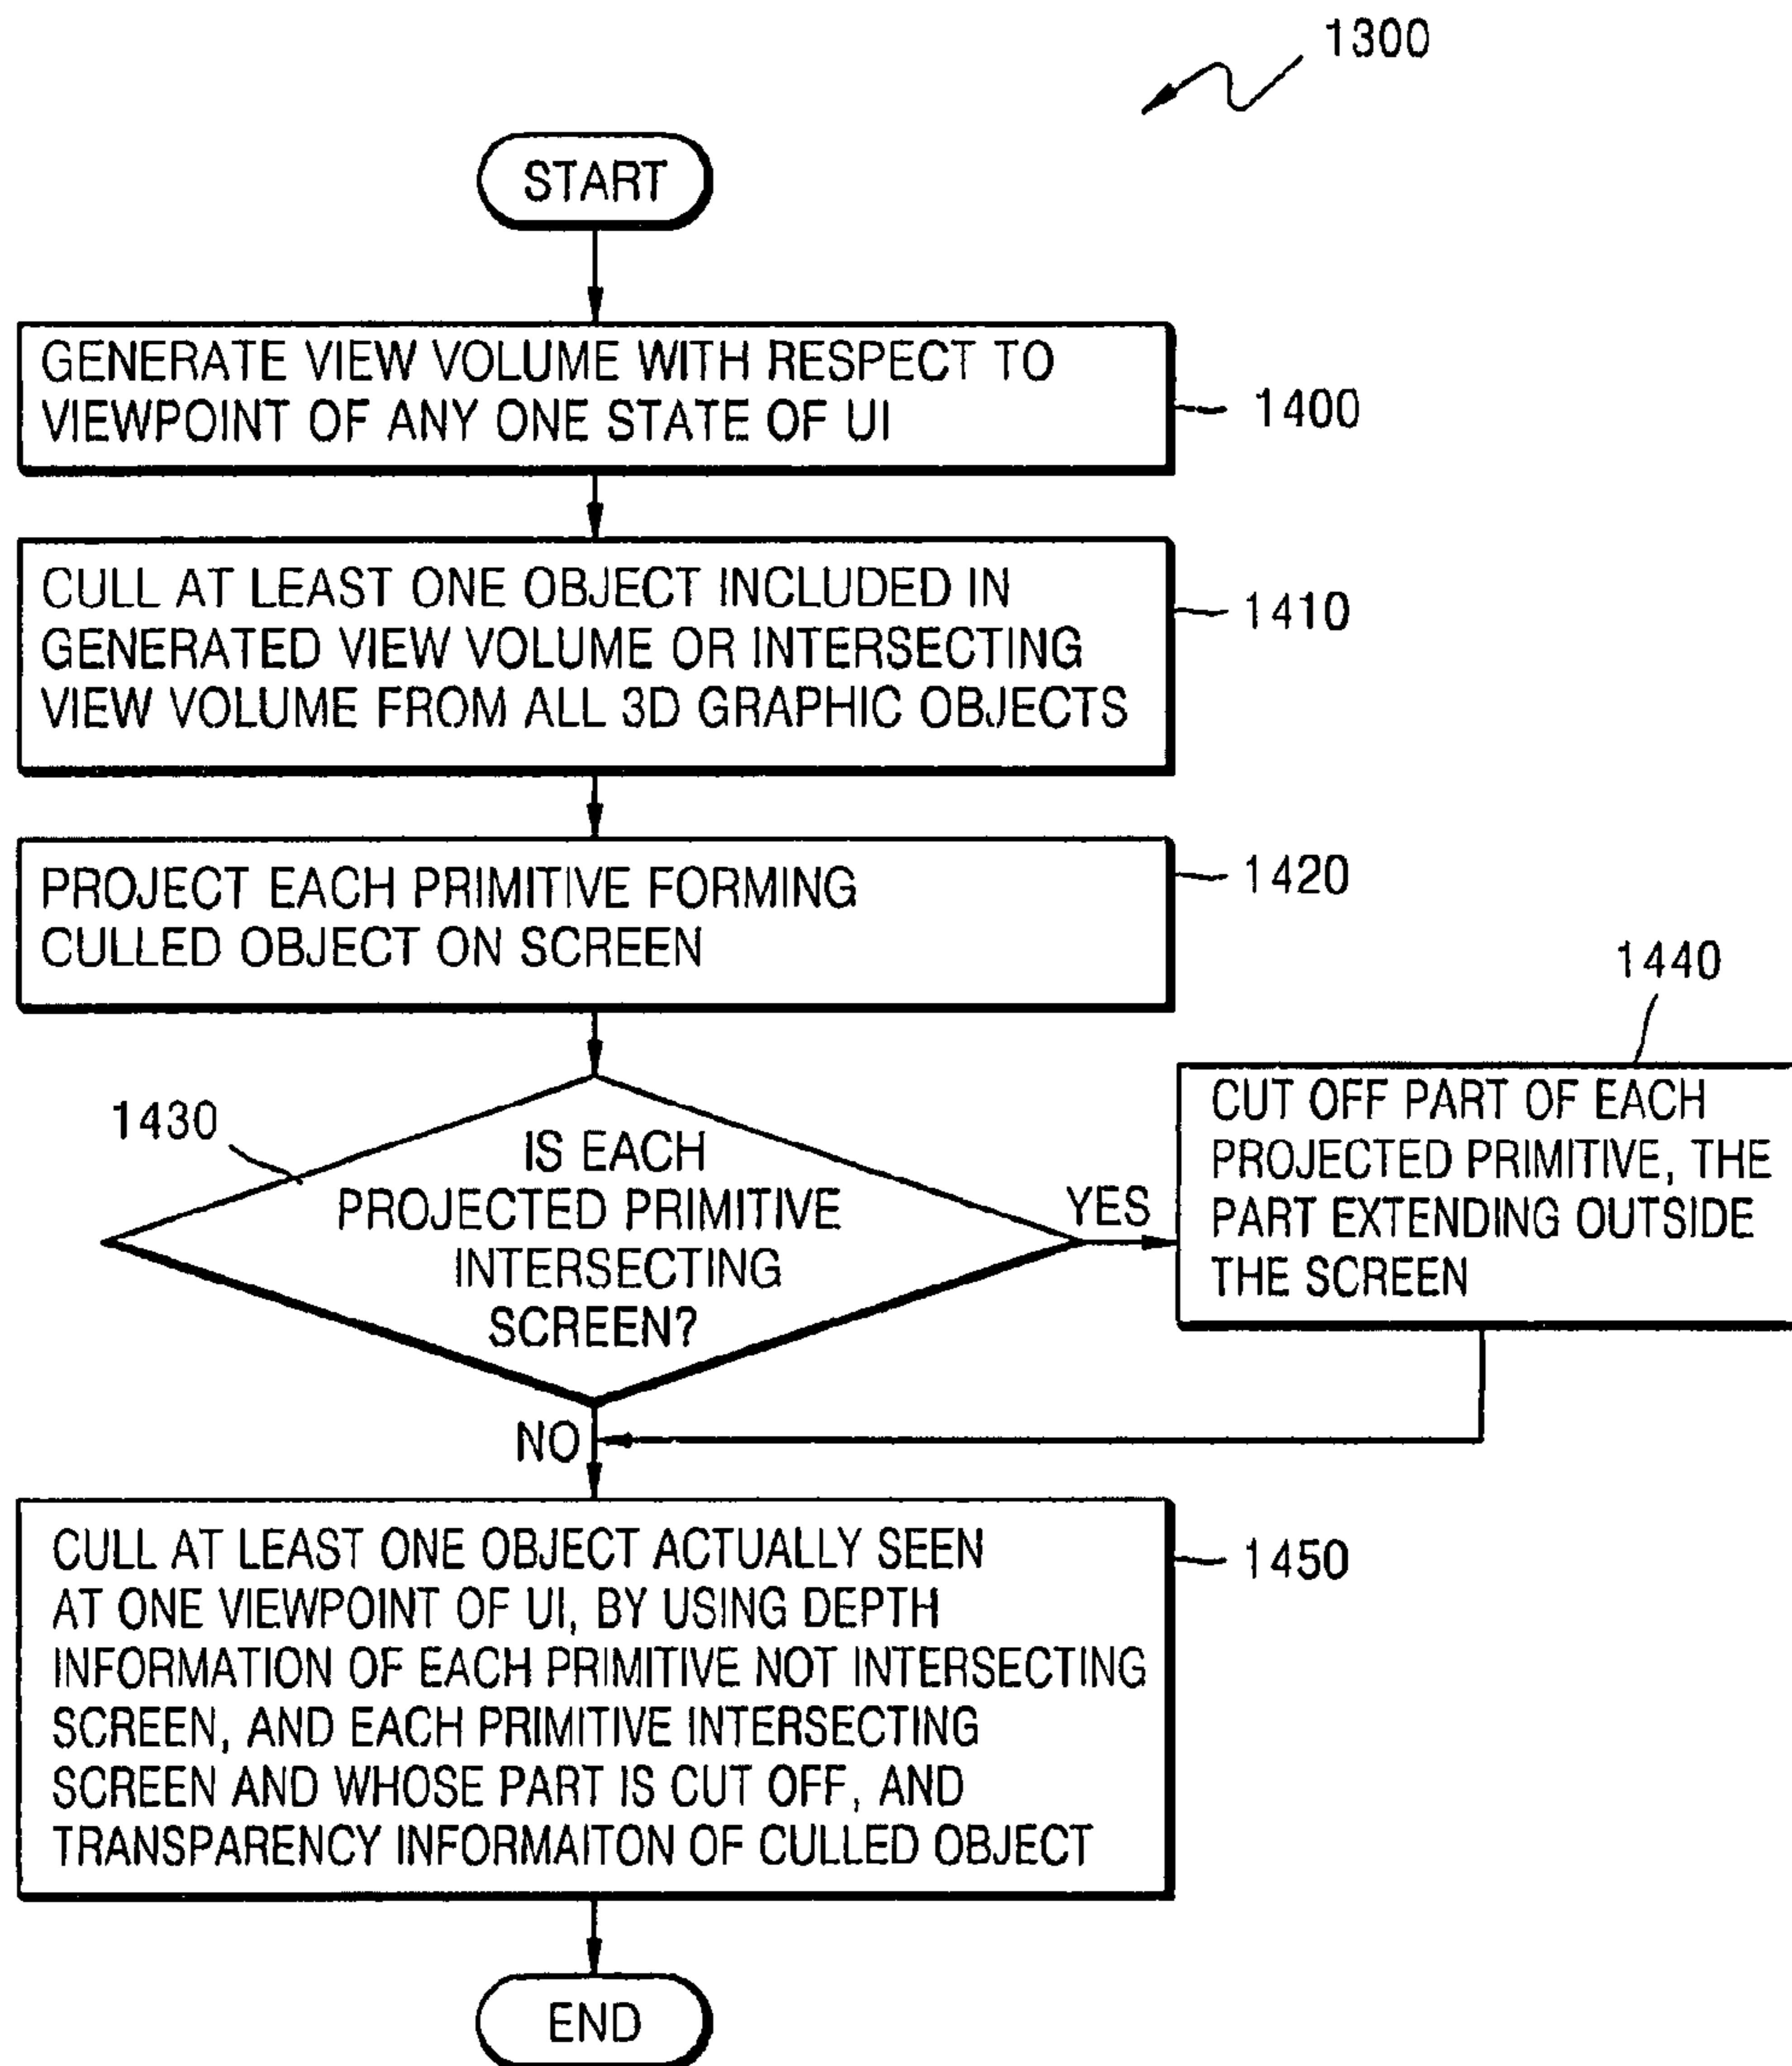 1300
START
GENERATE VIEW VOLUME WITH RESPECT TO
VIEWPOINT OF ANY ONE STATE OF UI
1400
CULL AT LEAST ONE OBJECT INCLUDED IN
GENERATED VIEW VOLUME OR INTERSECTING
VIEW VOLUME FROM ALL 3D GRAPHIC OBJECTS
1410
PROJECT EACH PRIMITIVE FORMING
CULLED OBJECT ON SCREEN
1420
1430
IS EACH
PROJECTED PRIMITIVE
INTERSECTING
SCREEN?
YES
1440
CUT OFF PART OF EACH
PROJECTED PRIMITIVE, THE
PART EXTENDING OUTSIDE
THE SCREEN
NO
CULL AT LEAST ONE OBJECT ACTUALLY SEEN
AT ONE VIEWPOINT OF UI, BY USING DEPTH
INFORMATION OF EACH PRIMITIVE NOT INTERSECTING
SCREEN, AND EACH PRIMITIVE INTERSECTING
SCREEN AND WHOSE PART IS CUT OFF, AND
TRANSPARENCY INFORMAITON OF CULLED OBJECT
1450
END